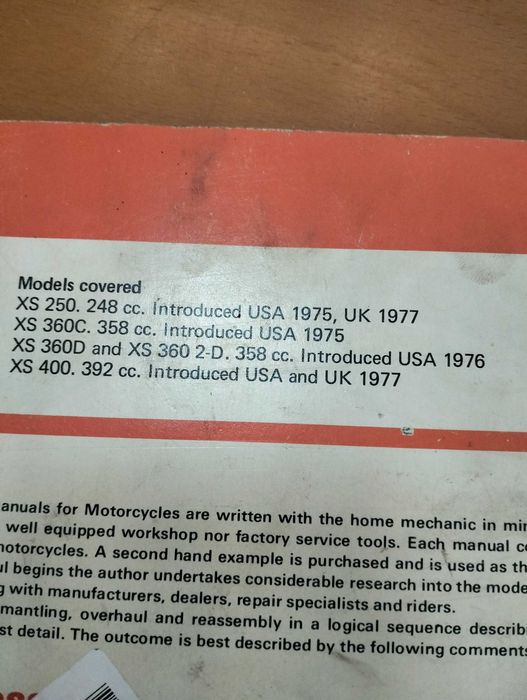 Models covered
XS 250. 248 cc. Introduced USA 1975, UK 1977
XS 360C. 358 cc. Introduced USA 1975
XS 360D and XS 360 2-D. 358 cc. Introduced USA 1976
XS 400. 392 cc. Introduced USA and UK 1977
anuals for Motorcycles are written with the home mechanic in
well equipped workshop nor factory service tools. Each manual
otorcycles. A second hand example is purchased and is used as
ul begins the author undertakes considerable research into the
g with manufacturers, dealers, repair specialists and riders.
mantling, overhaul and reassembly in a logical sequence
st detail. The outcome is best described by the following comments